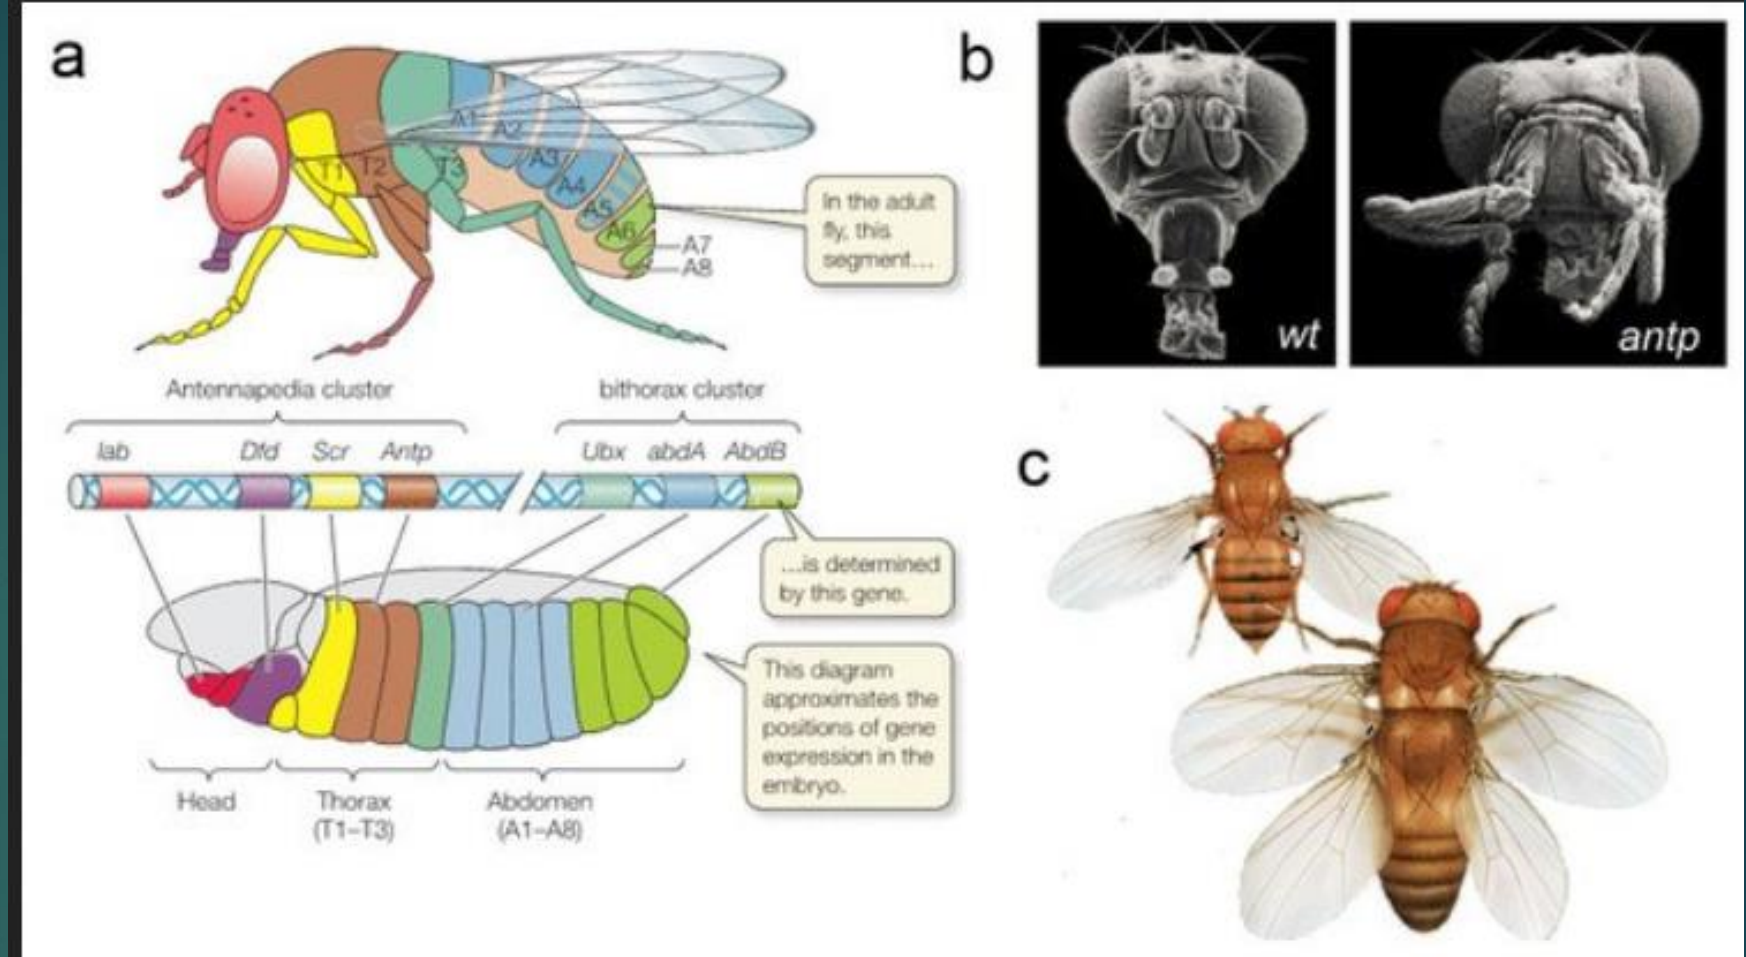 a
T1
T2
T3
A1
A2
A3
A4
A5
A6
A7
A8
In the adult
fly, this
segment...
Antennapedia cluster
bithorax cluster
lab
Dfd
Scr
Antp
Ubx
abdA
AbdB
...is determined
by this gene.
This diagram
approximates the
positions of gene
expression in the
embryo.
Head
Thorax
(T1–T3)
Abdomen
(A1–A8)
b
wt
antp
c